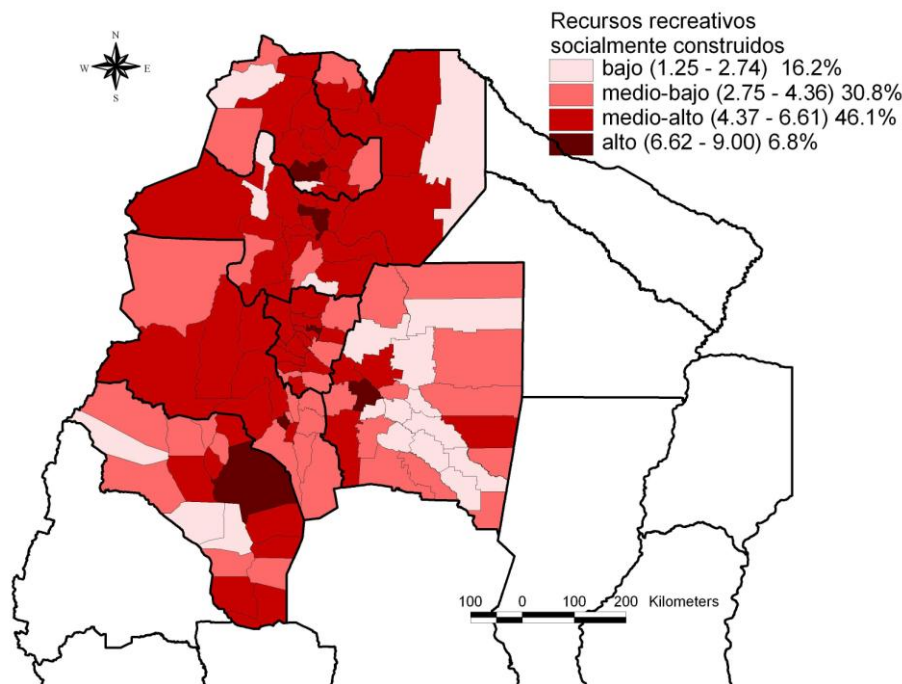 Recursos recreativos
socialmente construidos
bajo (1.25 - 2.74) 16.2%
medio-bajo (2.75 - 4.36) 30.8%
medio-alto (4.37 - 6.61) 46.1%
alto (6.62 - 9.00) 6.8%
N
W E
S
100 0 100 200 Kilometers